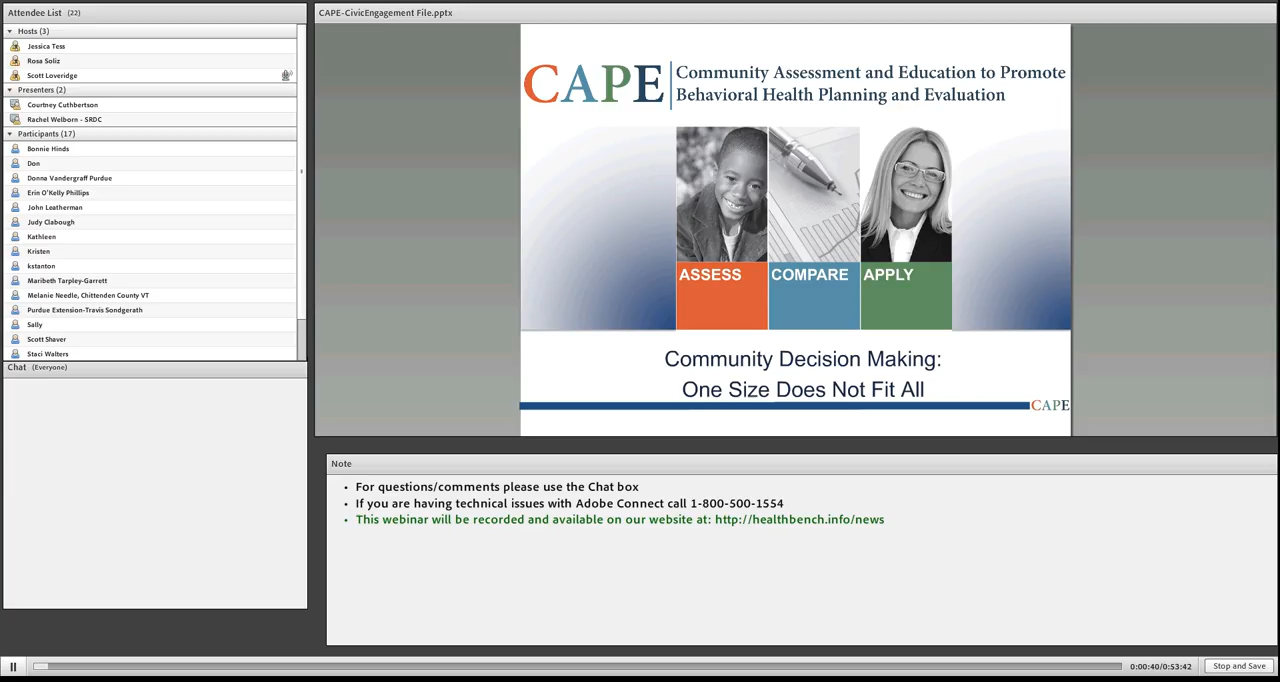 Attendee List (22)
Hosts (3)
Jessica Tess
Rosa Soliz
Scott Loveridge
Presenters (2)
Courtney Cuthbertson
Rachel Welborn - SRDC
Participants (17)
Bonnie Hinds
Don
Donna Vandergraff Purdue
Erin O'Kelly Phillips
John Leatherman
Judy Clabough
Kathleen
Kristen
kstanton
Maribeth Tarpley-Garrett
Melanie Needle, Chittenden County VT
Purdue Extension-Travis Sondgerath
Sally
Scott Shaver
Staci Walters
Chat (Everyone)
CAPE-CivicEngagement File.pptx
CAPE
Community Assessment and Education to Promote
Behavioral Health Planning and Evaluation
ASSESS COMPARE APPLY
Community Decision Making:
One Size Does Not Fit All
CAPE
Note
• For questions/comments please use the Chat box
• If you are having technical issues with Adobe Connect call 1-800-500-1554
• This webinar will be recorded and available on our website at: http://healthbench.info/news
0:00:40/0:53:42
Stop and Save